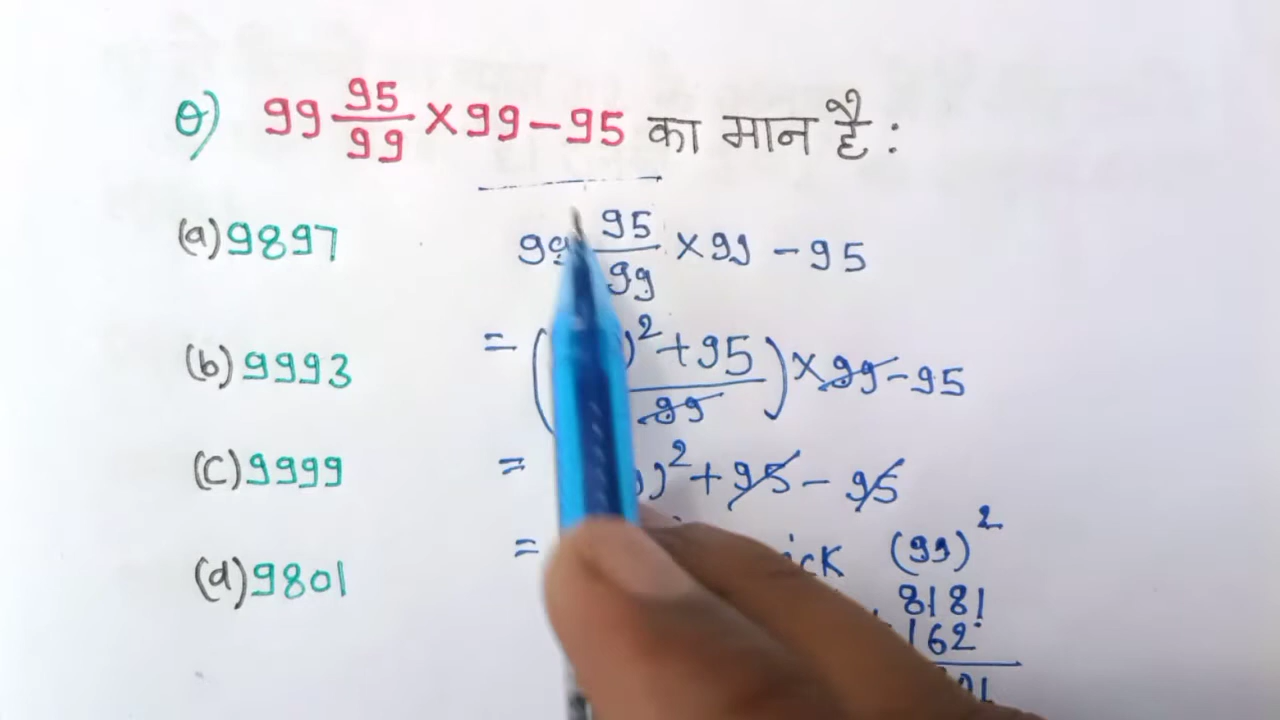 Q) 99 95/99 × 99 – 95 का मान है :
(a) 9897
(b) 9993
(c) 9999
(d) 9801
99 95/99 × 99 – 95
= ( )² + 95 / 99 ) × 99 – 95
= )² + 95 – 95
= (99)²
8181
162